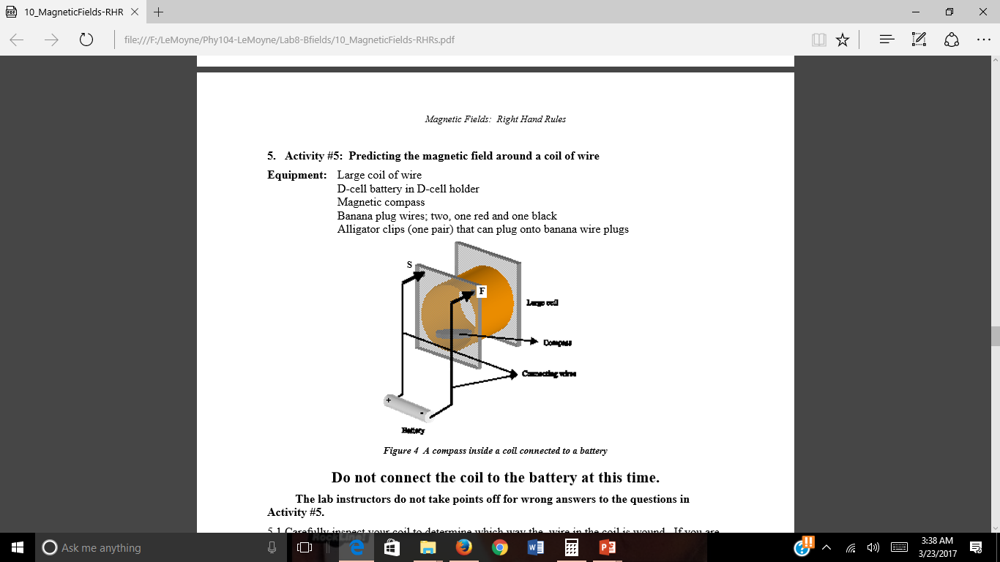 10_MagneticFields-RHR
file:///F:/LeMoyne/Phy104-LeMoyne/Lab8-Bfields/10_MagneticFields-RHRs.pdf
Magnetic Fields: Right Hand Rules
5. Activity #5: Predicting the magnetic field around a coil of wire
Equipment: Large coil of wire
D-cell battery in D-cell holder
Magnetic compass
Banana plug wires; two, one red and one black
Alligator clips (one pair) that can plug onto banana wire plugs
S
F
Large coil
Compass
Connecting wires
+
-
Battery
Figure 4 A compass inside a coil connected to a battery
Do not connect the coil to the battery at this time.
The lab instructors do not take points off for wrong answers to the questions in
Activity #5.
5.1 Carefully inspect your coil to determine which way the wire in the coil is wound. If you are
Ask me anything
3:38 AM
3/23/2017